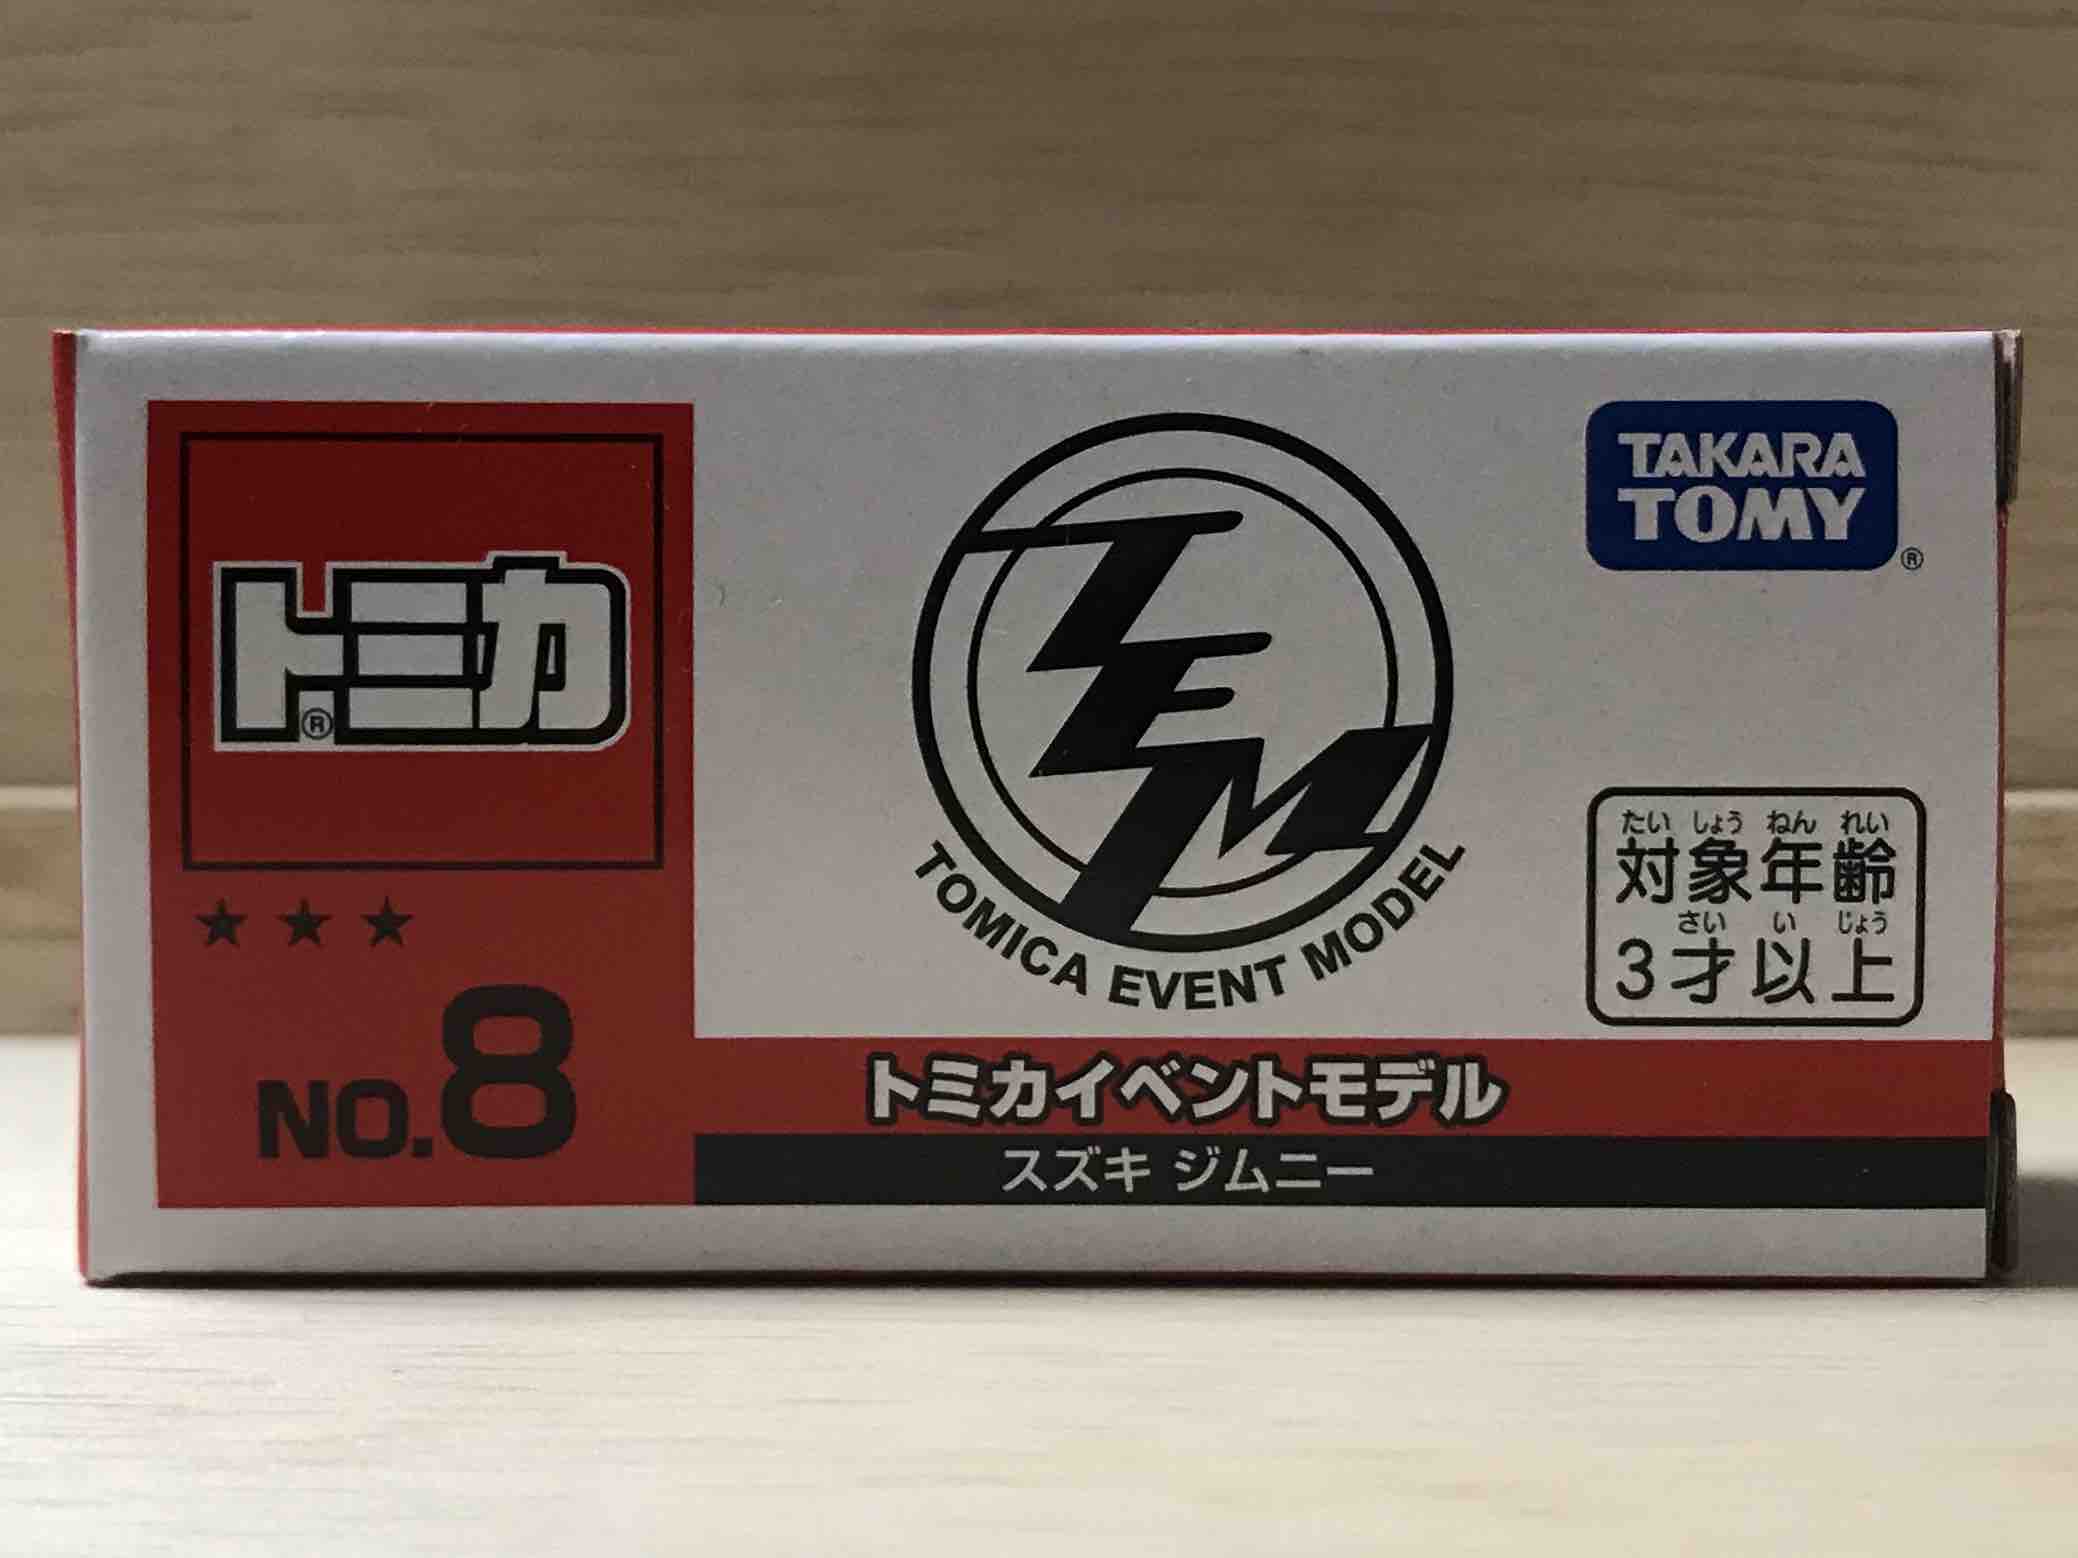 トミカ®
★★★
NO.8
TEM
TOMICA EVENT MODEL
TAKARA
TOMY®
たいしょうねんれい
対象年齢
さいいじょう
3才以上
トミカイベントモデル
スズキ ジムニー